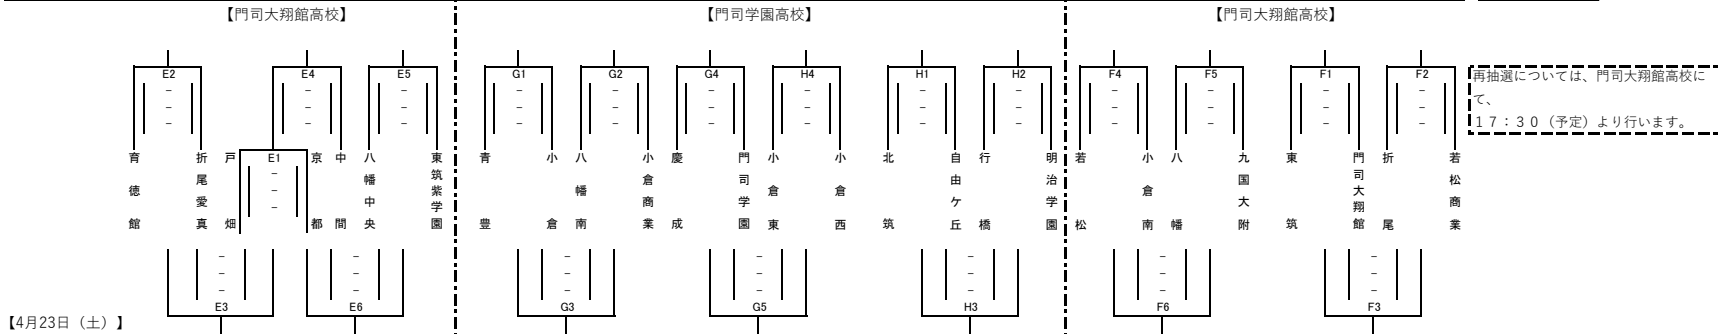 【門司大翔館高校】 【門司学園高校】 【門司大翔館高校】
E2 E4 E5 G1 G2 G4 H4 H1 H2 F4 F5 F1 F2
- - - - - - - - - - - - -
- - - - - - - - - - - - -
- - - - - - - - - - - - -
再抽選については、門司大翔館高校に
て、
17:30(予定)より行います。
E1
-
-
-
育徳館
折尾愛真
戸畑
京都
中間
八幡中央
東筑紫学園
青豊
小倉
八幡南
小倉商業
慶成
門司学園
小倉東
小倉西
北筑
自由ケ丘
行橋
明治学園
若松
小倉南
八幡
九国大附
東筑
門司大翔館
折尾
若松商業
- - - - - - -
- - - - - - -
- - - - - - -
E3 E6 G3 G5 H3 F6 F3
【4月23日(土)】